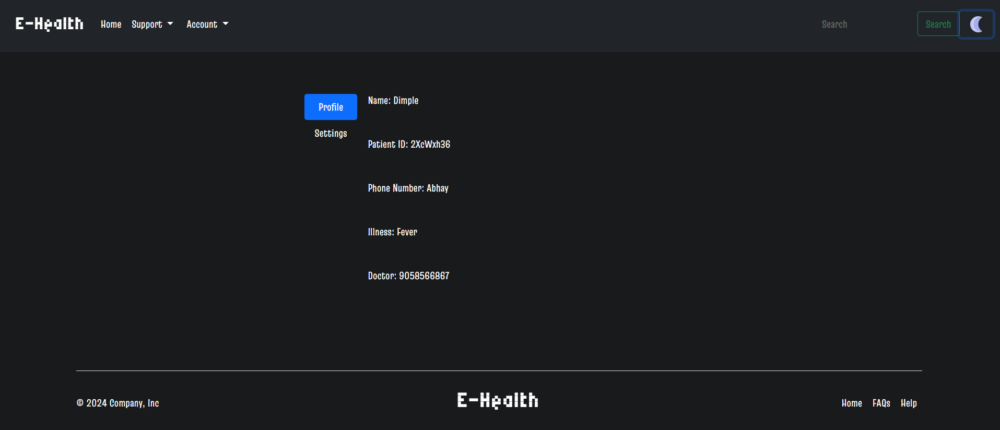 E-Health Home Support Account Search Search
Profile
Settings
Name: Dimple
Patient ID: 2XcWxh36
Phone Number: Abhay
Illness: Fever
Doctor: 9058566867
© 2024 Company, Inc E-Health Home FAQs Help